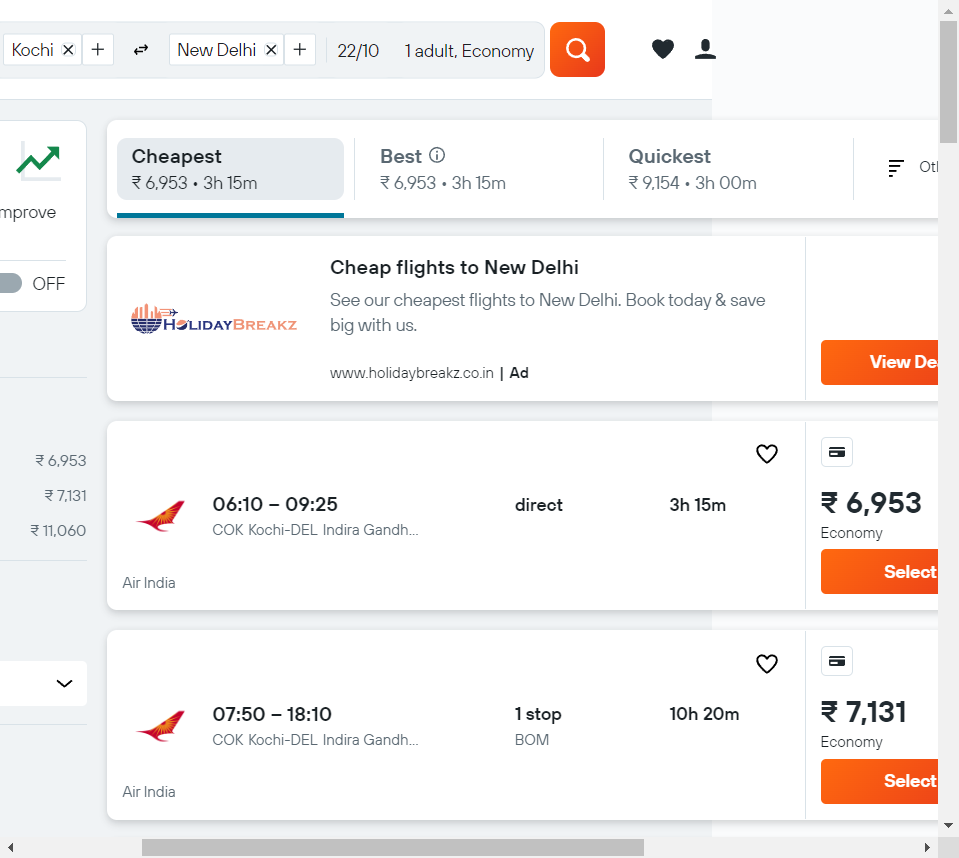 Kochi × + New Delhi × + 22/10 1 adult, Economy
Cheapest
₹ 6,953 • 3h 15m
Best
₹ 6,953 • 3h 15m
Quickest
₹ 9,154 • 3h 00m
Otl
mprove
OFF
₹ 6,953
₹ 7,131
₹ 11,060
HOLIDAYBREAKZ
Cheap flights to New Delhi
See our cheapest flights to New Delhi. Book today & save
big with us.
www.holidaybreakz.co.in | Ad
View De
06:10 – 09:25
COK Kochi-DEL Indira Gandh...
direct
3h 15m
Air India
₹ 6,953
Economy
Select
07:50 – 18:10
COK Kochi-DEL Indira Gandh...
1 stop
BOM
10h 20m
Air India
₹ 7,131
Economy
Select